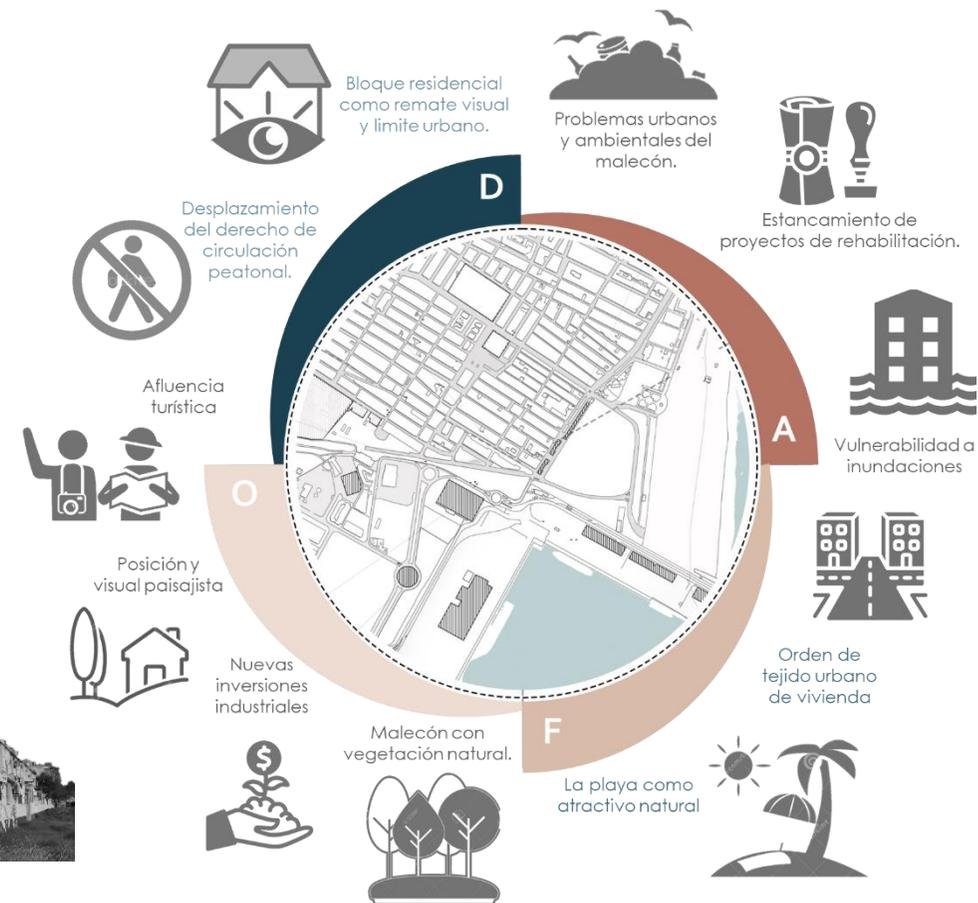 Bloque residencial
como remate visual
y limite urbano.
Problemas urbanos
y ambientales del
malecón.
D
Desplazamiento
del derecho de
circulación
peatonal.
Estancamiento de
proyectos de rehabilitación.
Afluencia
turística
A
Vulnerabilidad a
inundaciones
O
Posición y
visual paisajista
Nuevas
inversiones
industriales
Orden de
tejido urbano
de vivienda
Malecón con
vegetación natural.
F
La playa como
atractivo natural
$